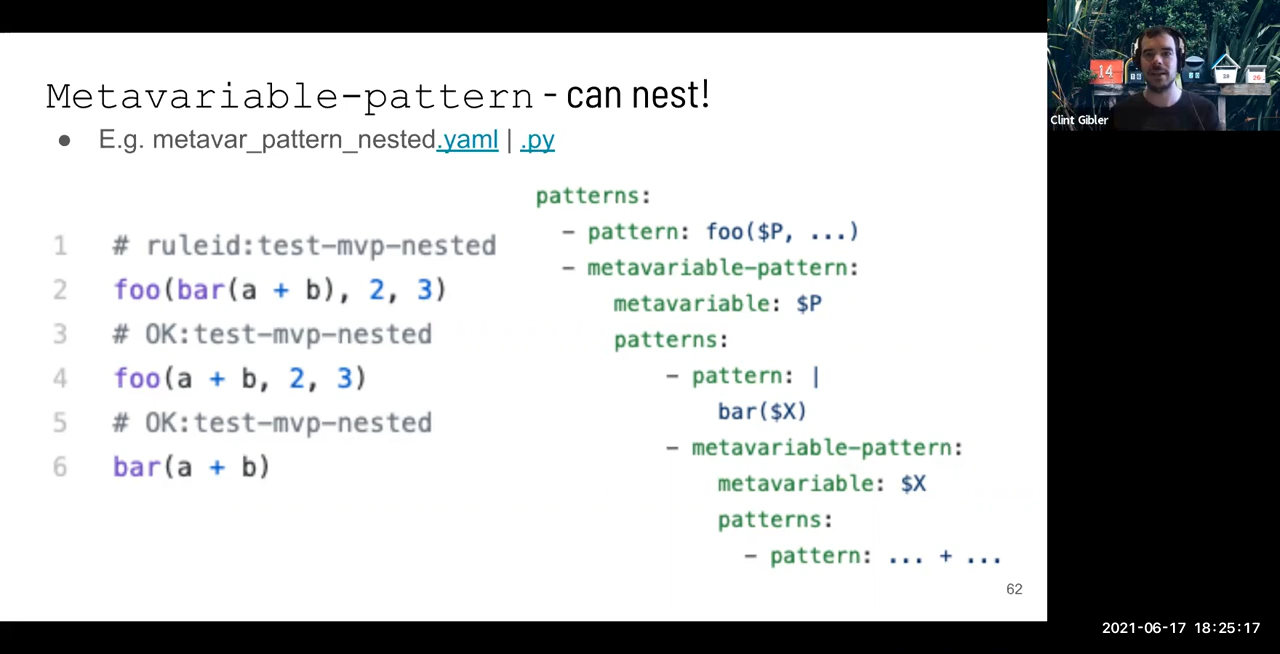 Metavariable-pattern - can nest!
● E.g. metavar_pattern_nested.yaml | .py
1 # ruleid:test-mvp-nested
2 foo(bar(a + b), 2, 3)
3 # OK:test-mvp-nested
4 foo(a + b, 2, 3)
5 # OK:test-mvp-nested
6 bar(a + b)
patterns:
- pattern: foo($P, ...)
- metavariable-pattern:
metavariable: $P
patterns:
- pattern: |
bar($X)
- metavariable-pattern:
metavariable: $X
patterns:
- pattern: ... + ...
62
14
Clint Gibler
2021-06-17 18:25:17